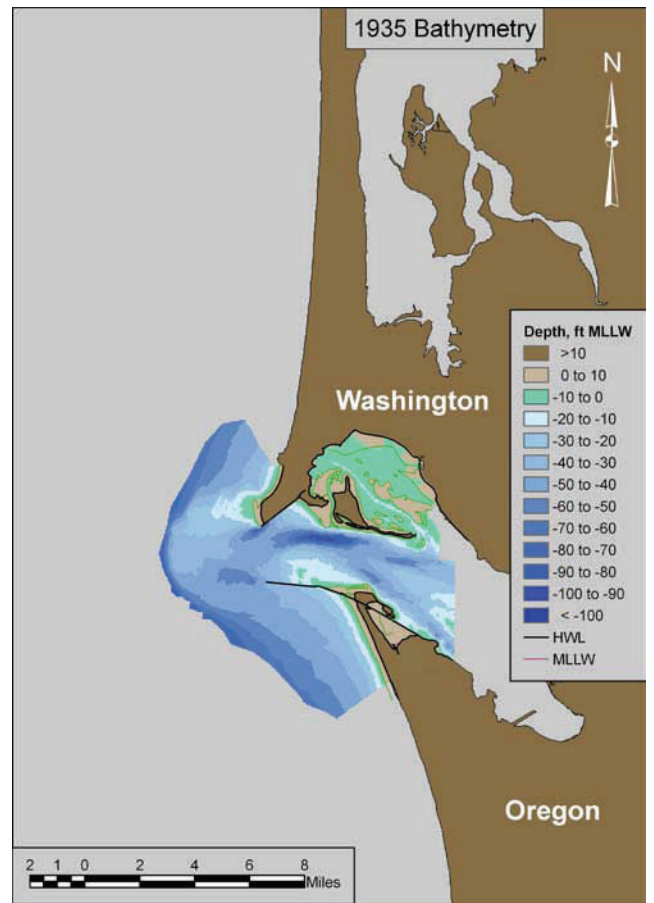 1935 Bathymetry
N
Depth, ft MLLW
>10
0 to 10
-10 to 0
-20 to -10
-30 to -20
-40 to -30
-50 to -40
-60 to -50
-70 to -60
-80 to -70
-90 to -80
-100 to -90
< -100
HWL
MLLW
Washington
Oregon
2 1 0 2 4 6 8
Miles